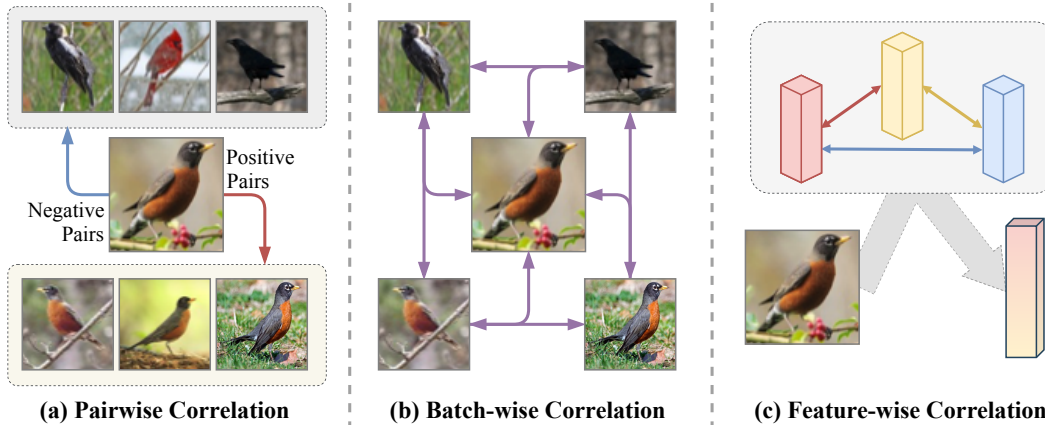 Positive
Pairs
Negative
Pairs
(a) Pairwise Correlation
(b) Batch-wise Correlation
(c) Feature-wise Correlation